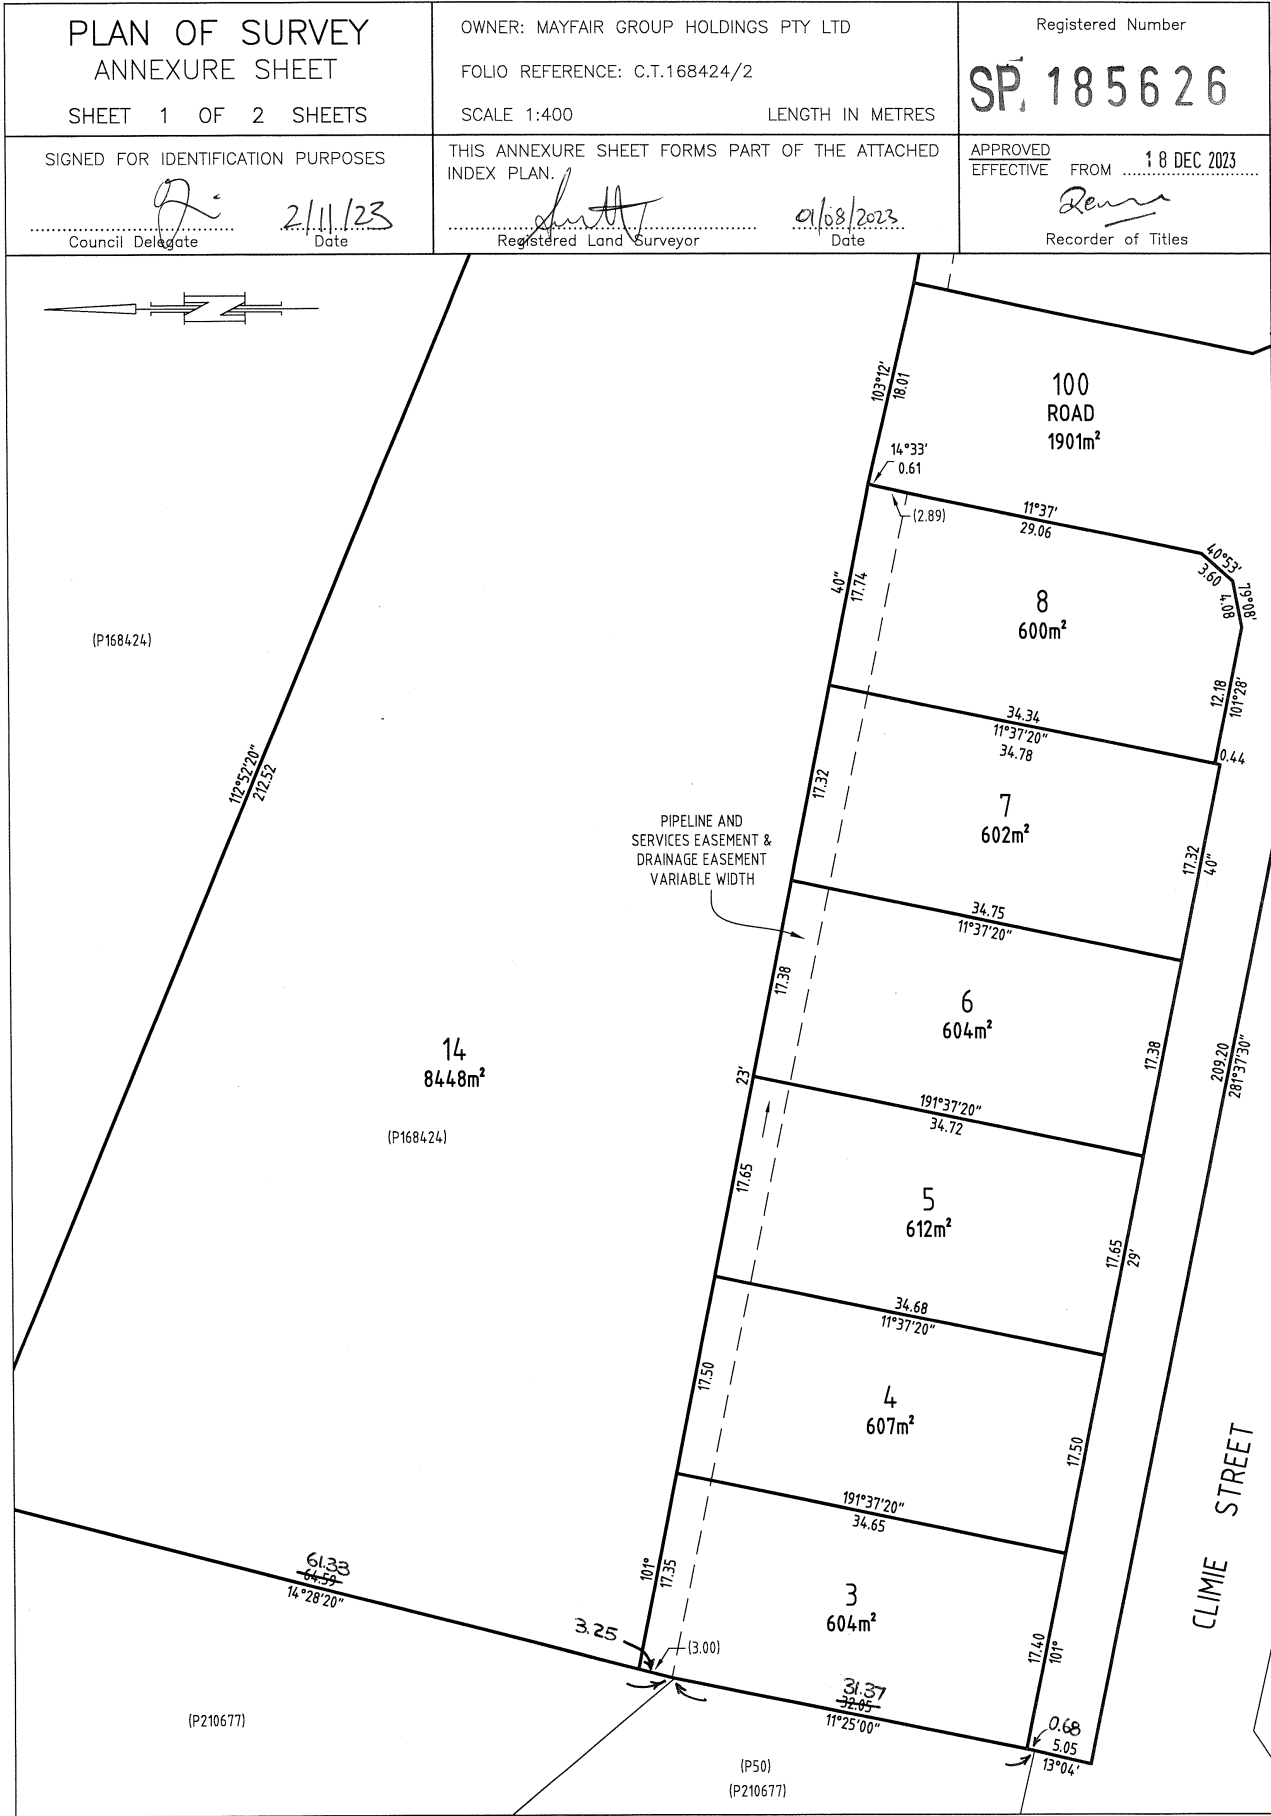 PLAN OF SURVEY
ANNEXURE SHEET
SHEET 1 OF 2 SHEETS
OWNER: MAYFAIR GROUP HOLDINGS PTY LTD
FOLIO REFERENCE: C.T.168424/2
SCALE 1:400 LENGTH IN METRES
Registered Number
SP 185626
SIGNED FOR IDENTIFICATION PURPOSES
2/11/23
Council Delegate Date
THIS ANNEXURE SHEET FORMS PART OF THE ATTACHED
INDEX PLAN.
01/08/2023
Registered Land Surveyor Date
APPROVED
EFFECTIVE FROM 18 DEC 2023
Recorder of Titles
103°12'
18.01
100
ROAD
1901m²
14°33'
0.61
(2.89)
11°37'
29.06
40°53'
3.60
79°08'
4.08
40"
17.74
8
600m²
(P168424)
12.18
101°28'
34.34
11°37'20"
34.78
0.44
112°52'20"
212.52
17.32
7
602m²
PIPELINE AND
SERVICES EASEMENT &
DRAINAGE EASEMENT
VARIABLE WIDTH
17.32
40"
34.75
11°37'20"
17.38
6
604m²
14
8448m²
17.38
209.20
281°37'30"
23'
191°37'20"
34.72
(P168424)
17.65
5
612m²
17.65
29'
34.68
11°37'20"
17.50
4
607m²
17.50
CLIMIE STREET
191°37'20"
34.65
61.33
64.59
14°28'20"
101°
17.35
3
604m²
3.25
(3.00)
17.40
101°
31.37
32.05
11°25'00"
0.68
5.05
13°04'
(P210677)
(P50)
(P210677)